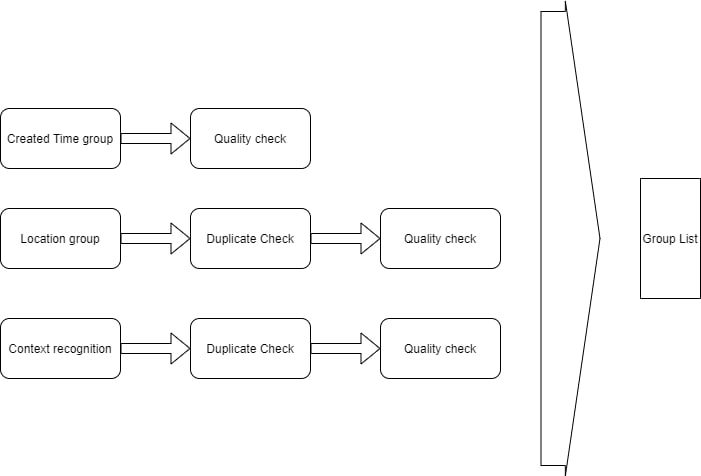 Created Time group
Quality check
Location group
Duplicate Check
Quality check
Context recognition
Duplicate Check
Quality check
Group List